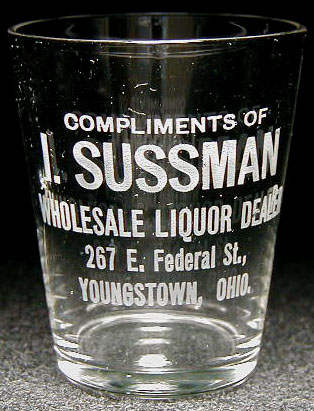 COMPLIMENTS OF
I. SUSSMAN
WHOLESALE LIQUOR DEALER
267 E. Federal St.,
YOUNGSTOWN, OHIO.